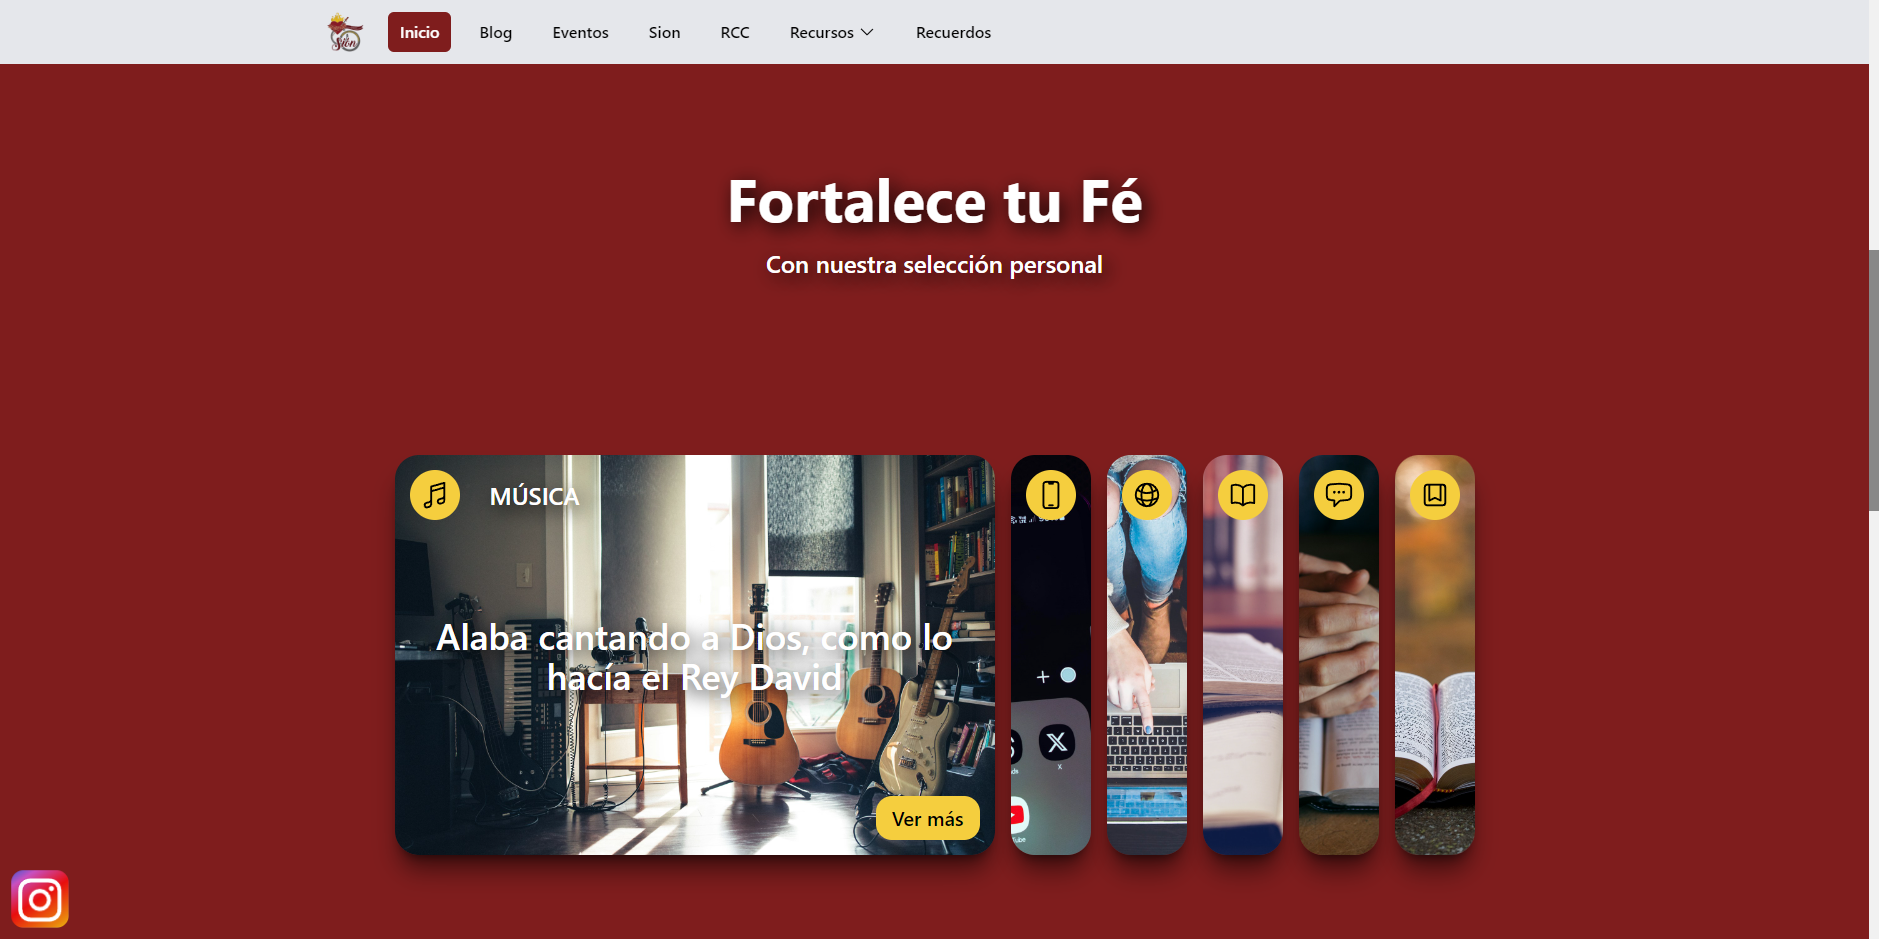 Sion
Inicio
Blog
Eventos
Sion
RCC
Recursos
Recuerdos
Fortalece tu Fé
Con nuestra selección personal
MÚSICA
Alaba cantando a Dios, como lo
hacía el Rey David
Ver más
X